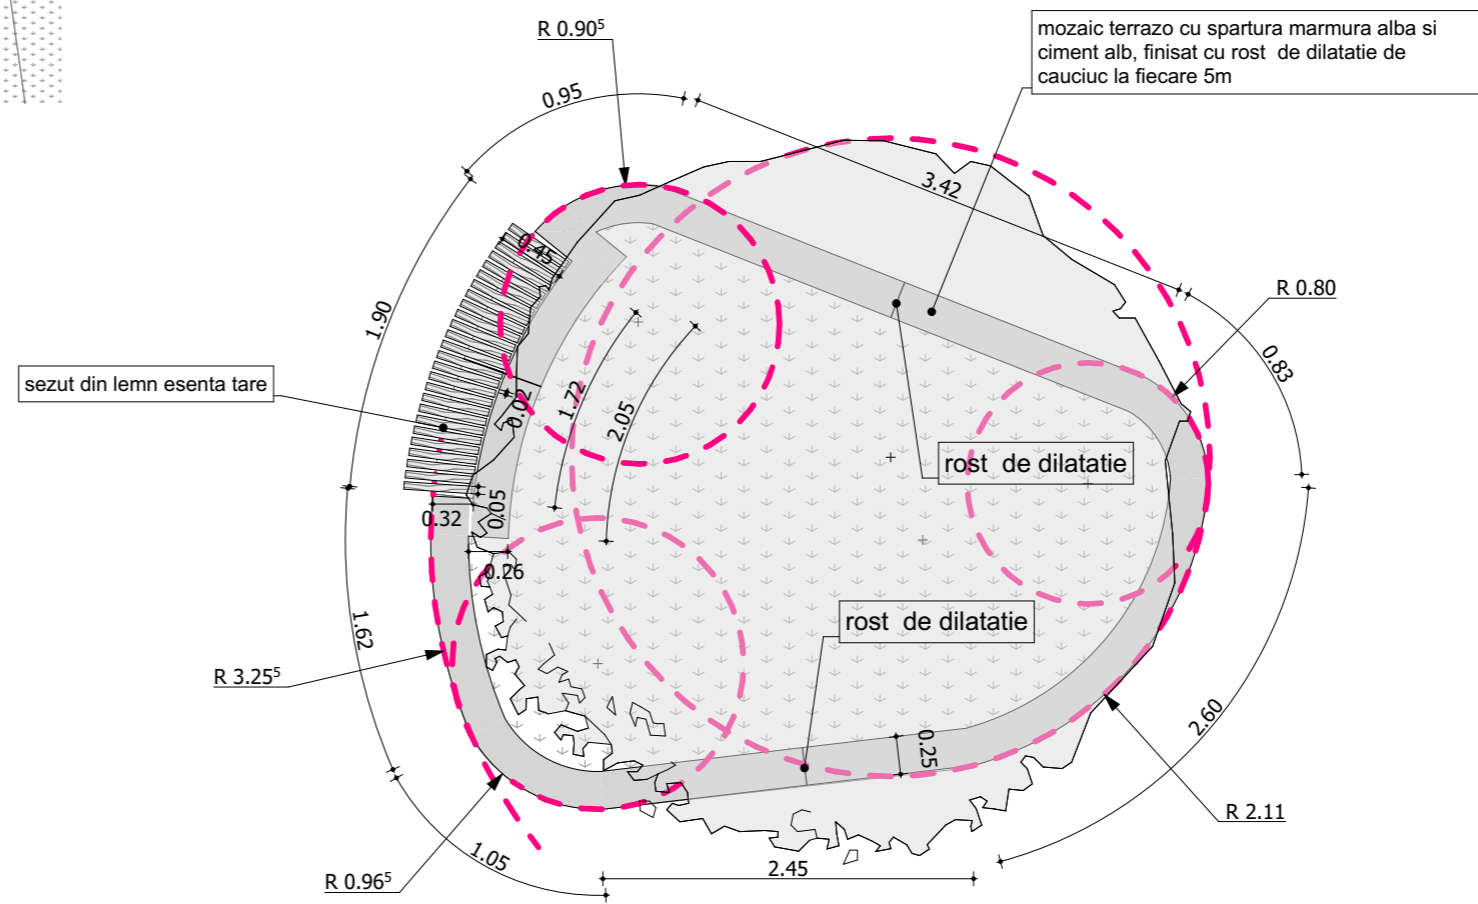 R 0.90⁵
mozaic terrazo cu spartura marmura alba si
ciment alb, finisat cu rost de dilatatie de
cauciuc la fiecare 5m
0.95
3.42
0.45
R 0.80
1.90
0.83
sezut din lemn esenta tare
0.02
1.72
2.05
rost de dilatatie
0.05
0.32
0.26
1.62
rost de dilatatie
R 3.25⁵
2.60
0.25
R 2.11
1.05
2.45
R 0.96⁵